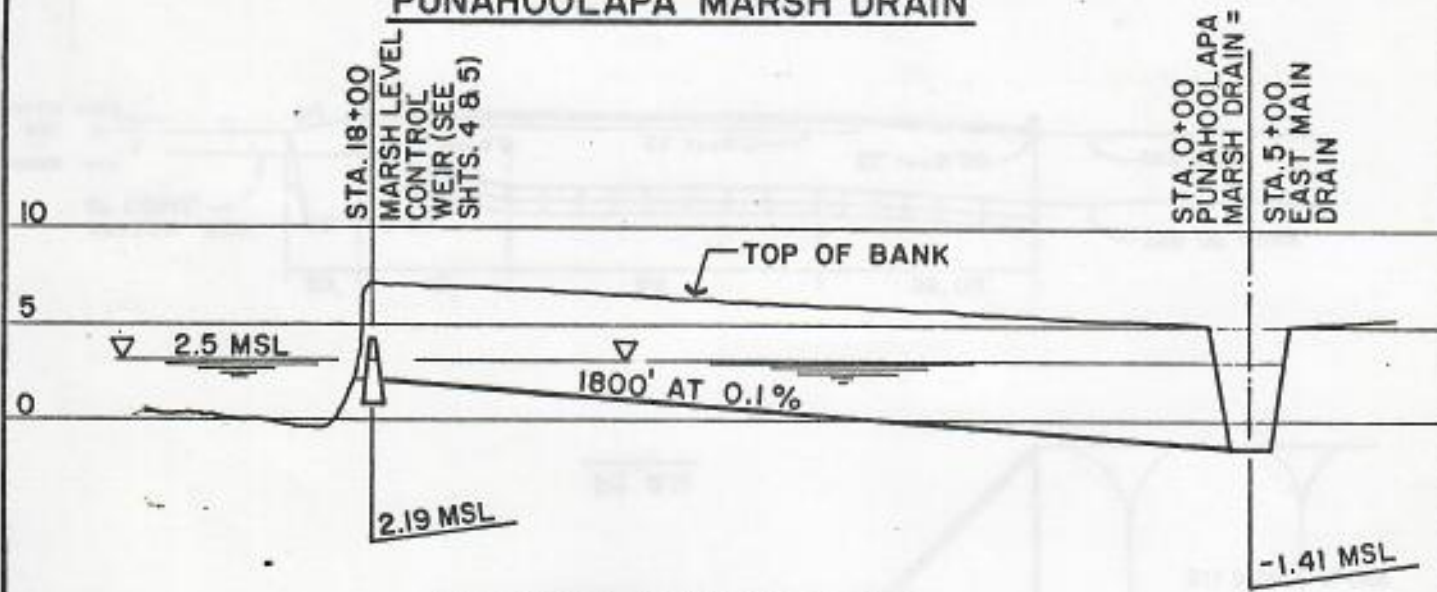 PUNAHOOLAPA MARSH DRAIN
STA. 18+00
MARSH LEVEL
CONTROL
WEIR (SEE
SHTS. 4 & 5)
STA. 0+00
PUNAHOOLAPA
MARSH DRAIN =
STA. 5+00
EAST MAIN
DRAIN
10
TOP OF BANK
5
2.5 MSL
1800' AT 0.1%
0
2.19 MSL
-1.41 MSL